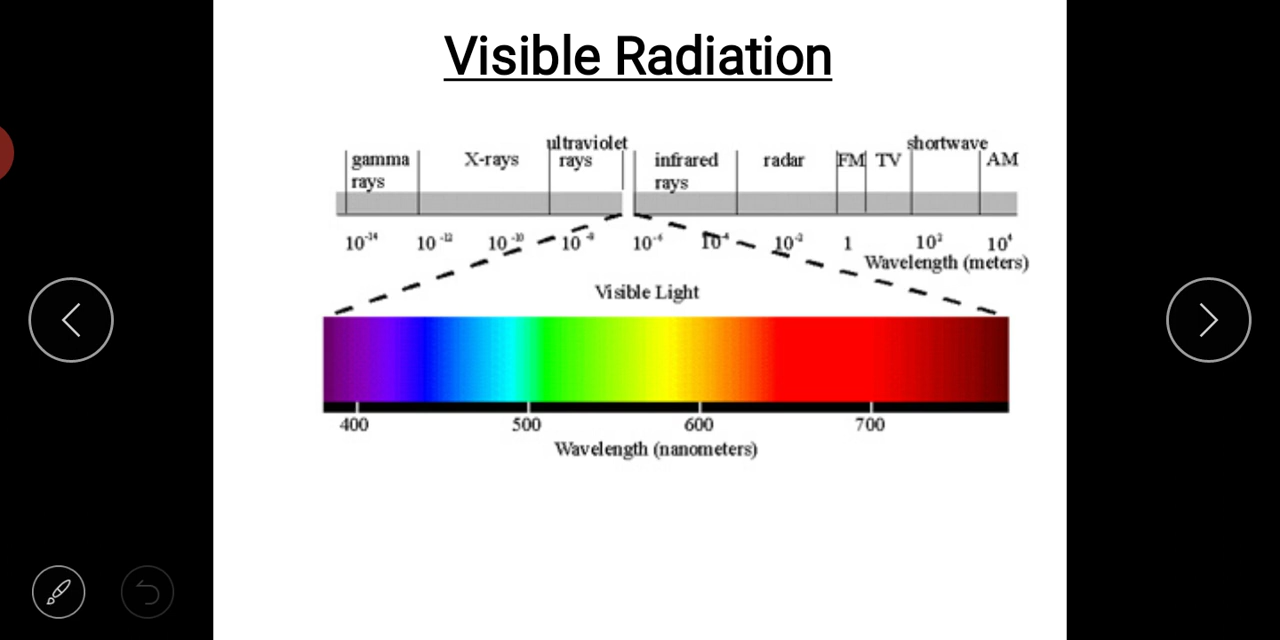 Visible Radiation
gamma rays
X-rays
ultraviolet rays
infrared rays
radar
FM
TV
shortwave
AM
10⁻¹⁴ 10⁻¹² 10⁻¹⁰ 10⁻⁸ 10⁻⁶ 10⁻⁴ 10⁻² 1 10² 10⁴
Wavelength (meters)
Visible Light
400 500 600 700
Wavelength (nanometers)